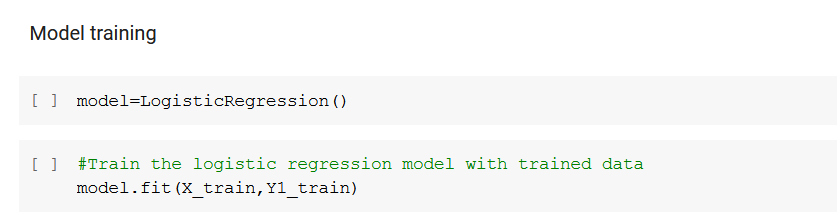 Model training
[ ] model=LogisticRegression()
[ ] #Train the logistic regression model with trained data
model.fit(X_train,Y1_train)